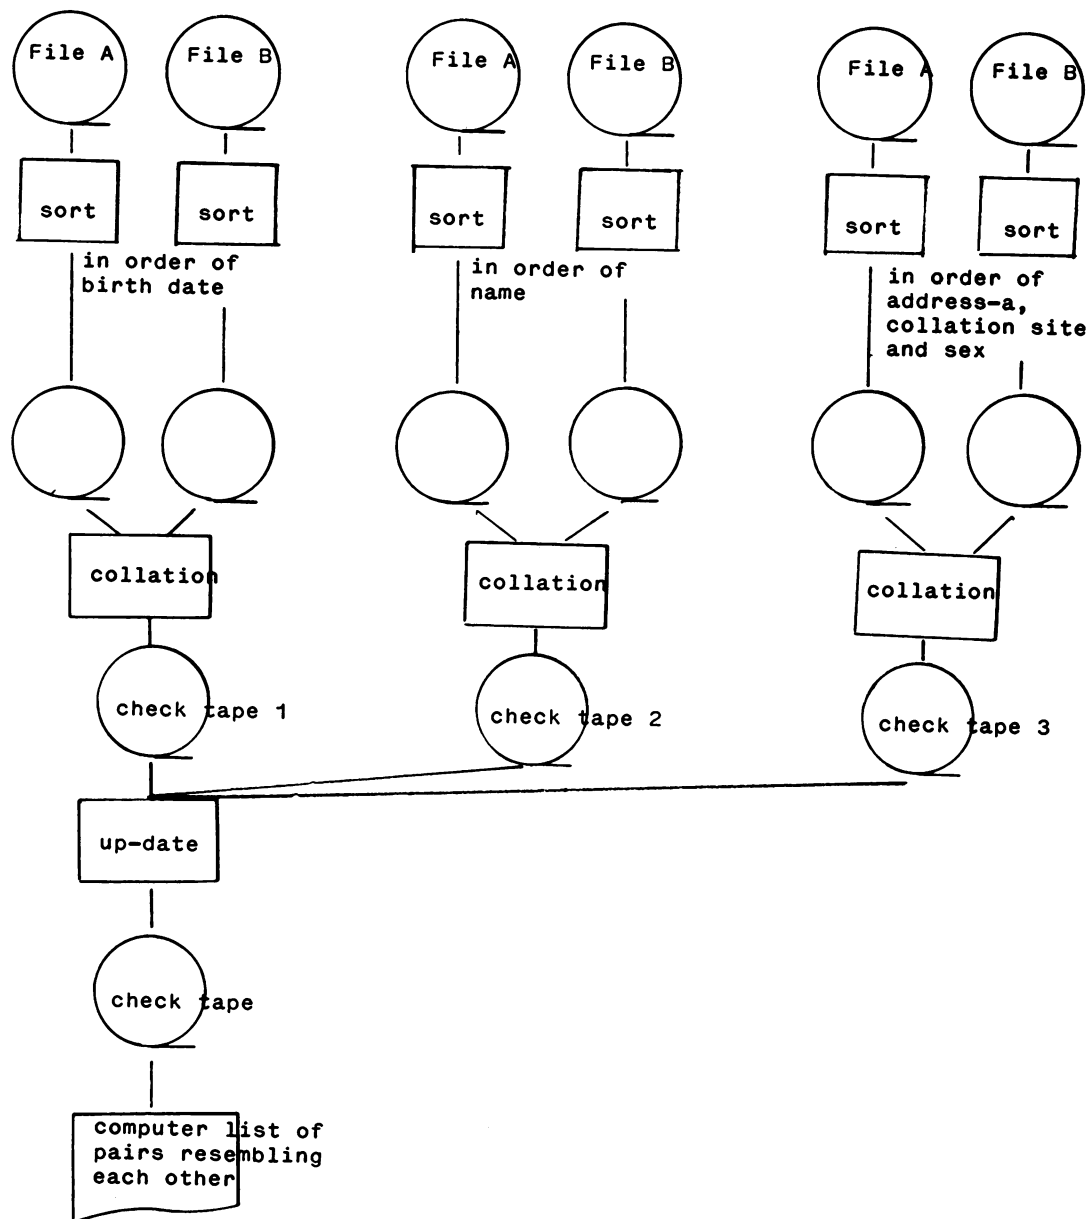 File A
File B
File A
File B
File A
File B
sort
sort
sort
sort
sort
sort
in order of
birth date
in order of
name
in order of
address-a,
collation site
and sex
collation
collation
collation
check tape 1
check tape 2
check tape 3
up-date
check tape
computer list of
pairs resembling
each other